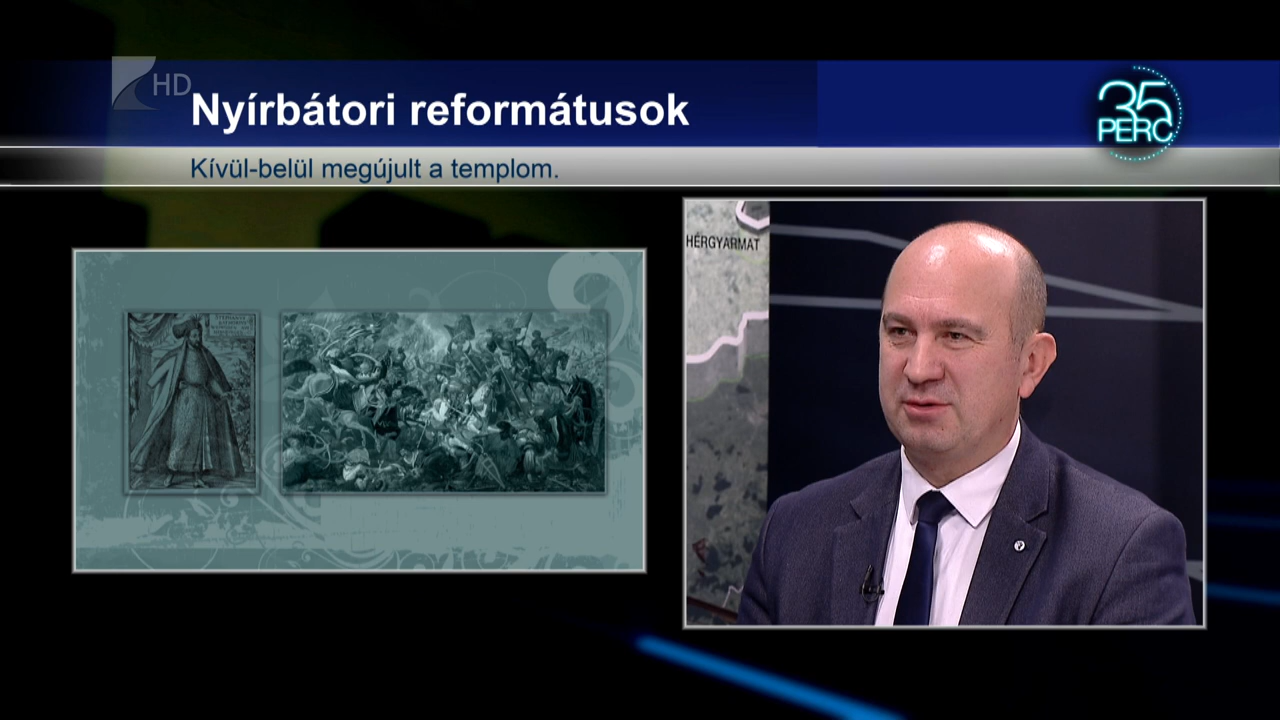 HD
Nyírbátori reformátusok
35
PERC
Kívül-belül megújult a templom.
HÉRGYARMAT